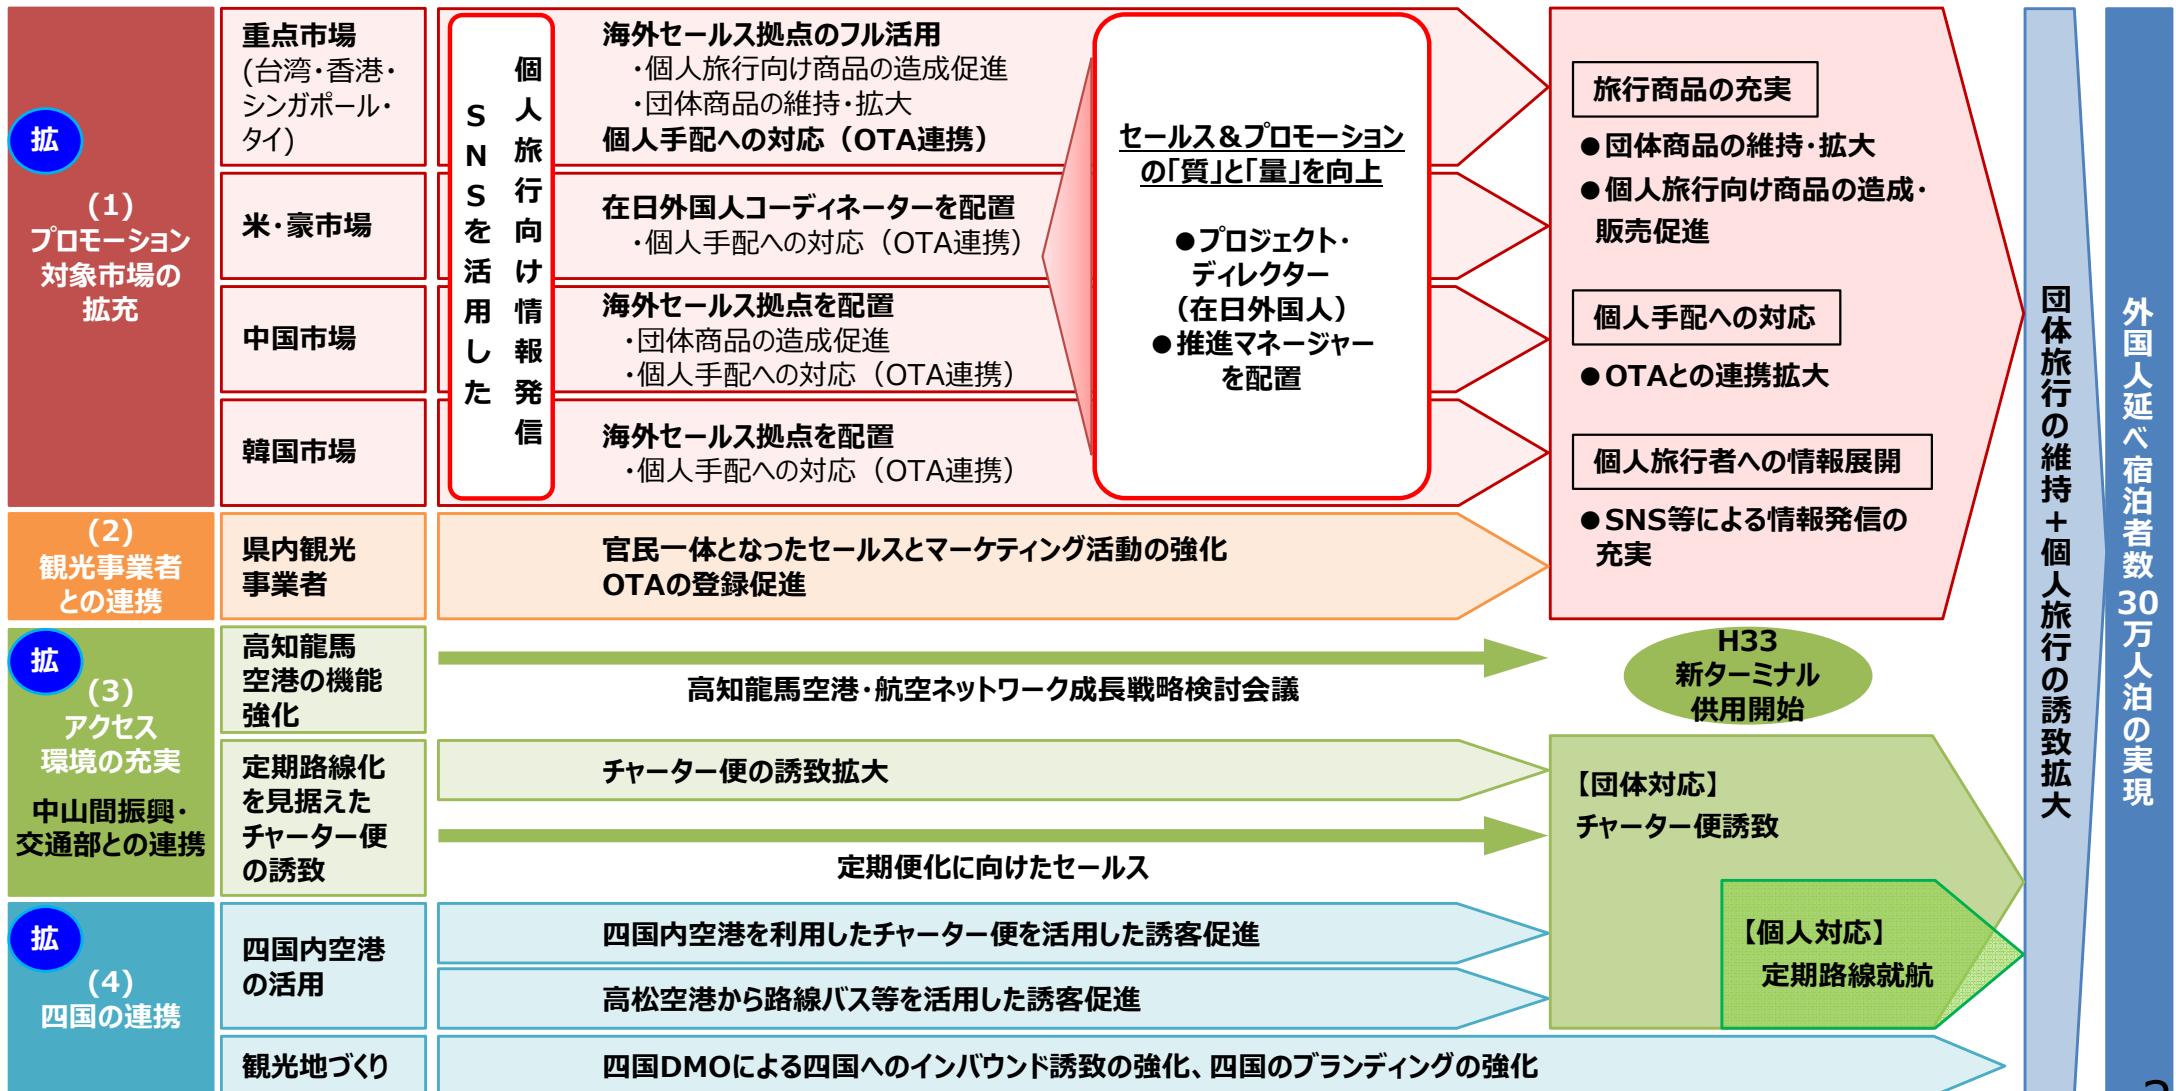 拡
(1)
プロモーション
対象市場の
拡充
重点市場
(台湾・香港・
シンガポール・
タイ)
米・豪市場
中国市場
韓国市場
個人旅行向け情報発信
SNSを活用した
海外セールス拠点のフル活用
・個人旅行向け商品の造成促進
・団体商品の維持・拡大
個人手配への対応（OTA連携）
在日外国人コーディネーターを配置
・個人手配への対応（OTA連携）
海外セールス拠点を配置
・団体商品の造成促進
・個人手配への対応（OTA連携）
海外セールス拠点を配置
・個人手配への対応（OTA連携）
セールス＆プロモーション
の「質」と「量」を向上
●プロジェクト・
ディレクター
（在日外国人）
●推進マネージャー
を配置
旅行商品の充実
●団体商品の維持・拡大
●個人旅行向け商品の造成・
販売促進
個人手配への対応
●OTAとの連携拡大
個人旅行者への情報展開
●SNS等による情報発信の
充実
(2)
観光事業者
との連携
県内観光
事業者
官民一体となったセールスとマーケティング活動の強化
OTAの登録促進
拡
(3)
アクセス
環境の充実
中山間振興・
交通部との連携
高知龍馬
空港の機能
強化
高知龍馬空港・航空ネットワーク成長戦略検討会議
H33
新ターミナル
供用開始
定期路線化
を見据えた
チャーター便
の誘致
チャーター便の誘致拡大
定期便化に向けたセールス
【団体対応】
チャーター便誘致
【個人対応】
定期路線就航
拡
(4)
四国の連携
四国内空港
の活用
四国内空港を利用したチャーター便を活用した誘客促進
高松空港から路線バス等を活用した誘客促進
観光地づくり
四国DMOによる四国へのインバウンド誘致の強化、四国のブランディングの強化
団体旅行の維持＋個人旅行の誘致拡大
外国人延べ宿泊者数30万人泊の実現